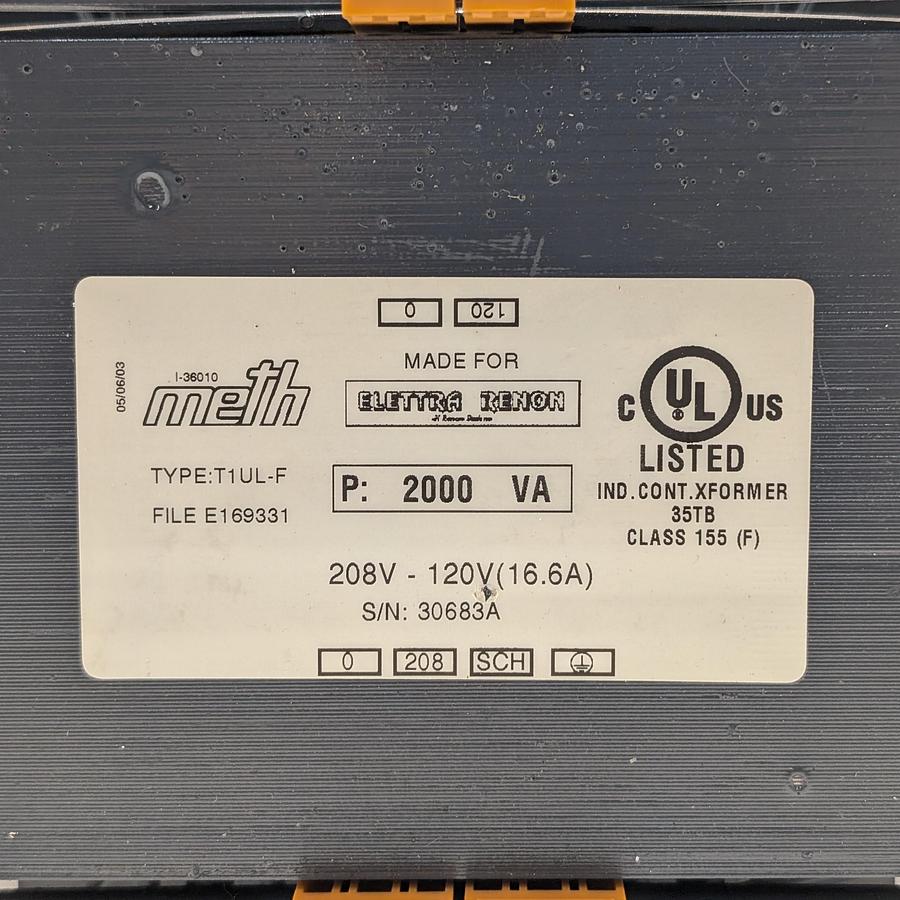 0 120
MADE FOR
05/06/03
I-36010
meth
ELETTRA RENON
C UL US
LISTED
TYPE:T1UL-F
P: 2000 VA
IND.CONT.XFORMER
35TB
CLASS 155 (F)
FILE E169331
208V - 120V(16.6A)
S/N: 30683A
0 208 SCH